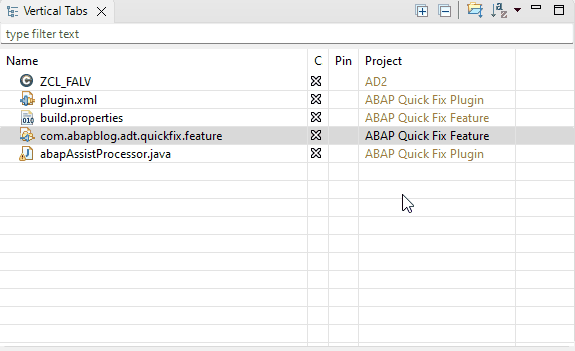 Vertical Tabs
type filter text
Name C Pin Project
ZCL_FALV AD2
plugin.xml ABAP Quick Fix Plugin
build.properties ABAP Quick Fix Feature
com.abapblog.adt.quickfix.feature ABAP Quick Fix Feature
abapAssistProcessor.java ABAP Quick Fix Plugin